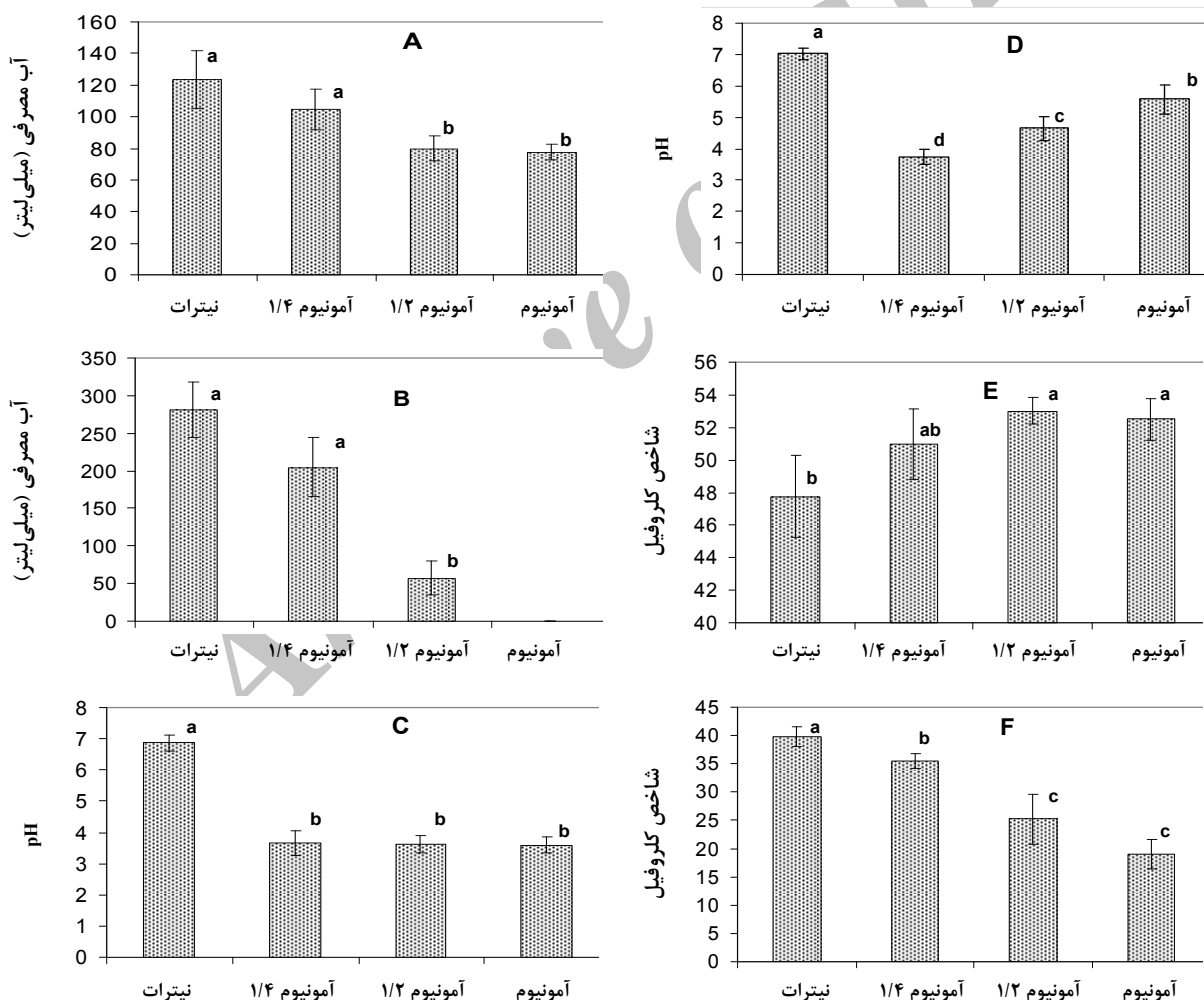 A
آب مصرفی (میلی‌لیتر)
160
140
120
100
80
60
40
20
0
a
a
b
b
نیترات
آمونیوم ۱/۴
آمونیوم ۱/۲
آمونیوم
D
pH
8
7
6
5
4
3
2
1
0
a
d
c
b
نیترات
آمونیوم ۱/۴
آمونیوم ۱/۲
آمونیوم
B
آب مصرفی (میلی‌لیتر)
350
300
250
200
150
100
50
0
a
a
b
نیترات
آمونیوم ۱/۴
آمونیوم ۱/۲
آمونیوم
E
شاخص کلروفیل
56
54
52
50
48
46
44
42
40
b
ab
a
a
نیترات
آمونیوم ۱/۴
آمونیوم ۱/۲
آمونیوم
C
pH
8
7
6
5
4
3
2
1
0
a
b
b
b
نیترات
آمونیوم ۱/۴
آمونیوم ۱/۲
آمونیوم
F
شاخص کلروفیل
45
40
35
30
25
20
15
10
5
0
a
b
c
c
نیترات
آمونیوم ۱/۴
آمونیوم ۱/۲
آمونیوم